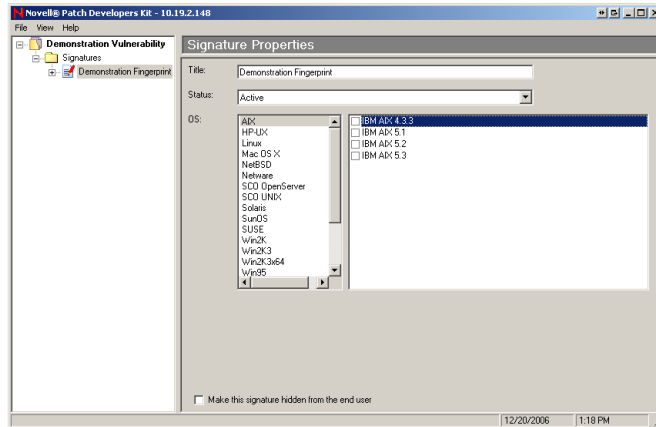 Novell® Patch Developers Kit - 10.19.2.148
File View Help
Demonstration Vulnerability
Signatures
Demonstration Fingerprint
Signature Properties
Title: Demonstration Fingerprint
Status: Active
OS:
AIX
HP-UX
Linux
Mac OS X
NetBSD
Netware
SCO OpenServer
SCO UNIX
Solaris
SunOS
SUSE
Win2K
Win2K3
Win2K3x64
Win95
IBM AIX 4.3.3
IBM AIX 5.1
IBM AIX 5.2
IBM AIX 5.3
Make this signature hidden from the end user
12/20/2006 1:18 PM